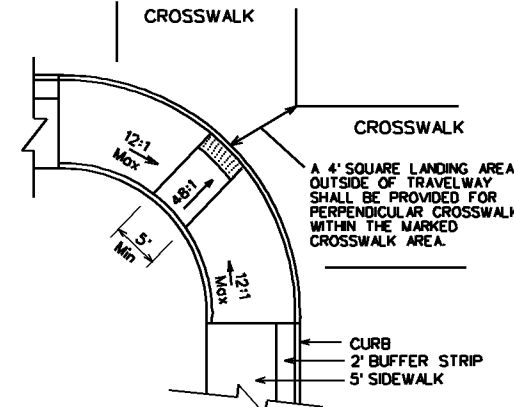 CROSSWALK
CROSSWALK
12:1
Max
48:1
A 4' SQUARE LANDING AREA
OUTSIDE OF TRAVELWAY
SHALL BE PROVIDED FOR
PERPENDICULAR CROSSWALK
WITHIN THE MARKED
CROSSWALK AREA.
5'
Min
12:1
Max
CURB
2' BUFFER STRIP
5' SIDEWALK